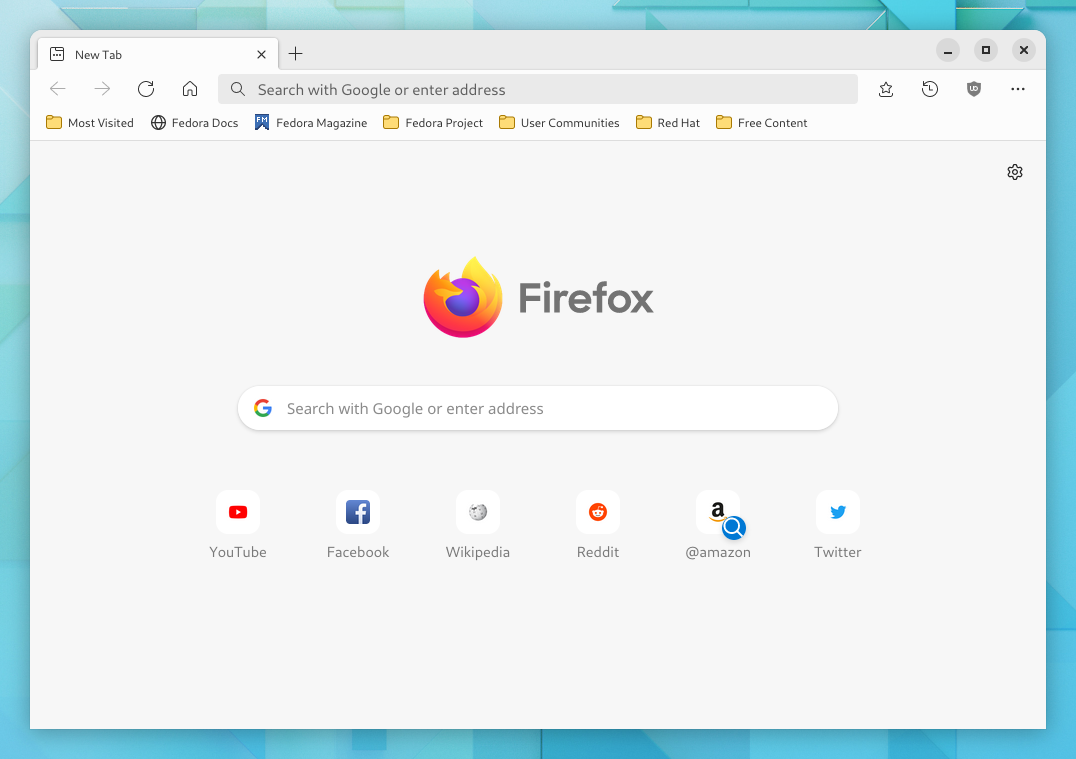 New Tab
Search with Google or enter address
Most Visited Fedora Docs FM Fedora Magazine Fedora Project User Communities Red Hat Free Content
Firefox
Search with Google or enter address
YouTube Facebook Wikipedia Reddit @amazon Twitter